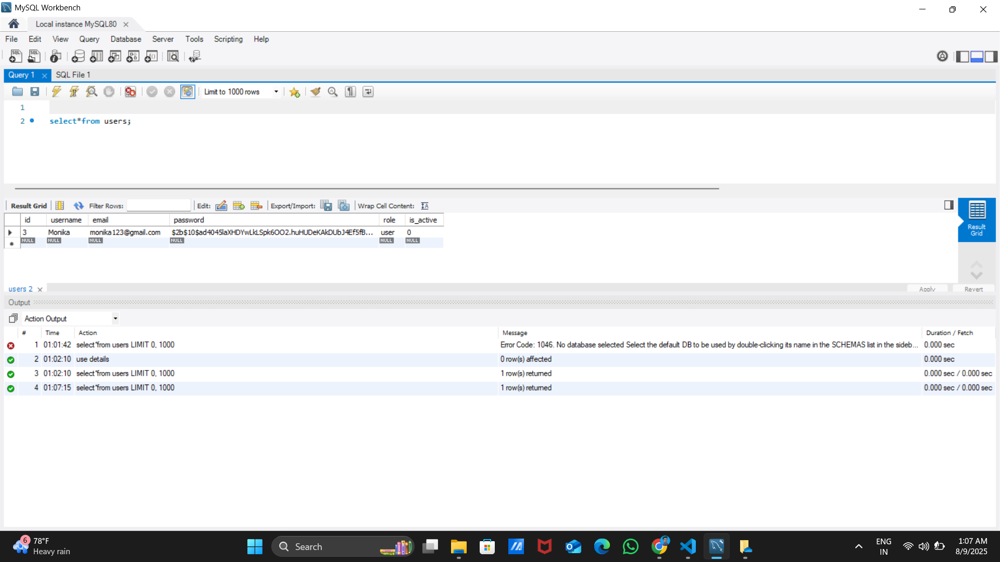 MySQL Workbench
Local instance MySQL80
File Edit View Query Database Server Tools Scripting Help
Query 1 SQL File 1
Limit to 1000 rows
1
2 select*from users;
Result Grid Filter Rows: Edit: Export/Import: Wrap Cell Content:
Result Grid
id username email password role is_active
3 Monika monika123@gmail.com $2b$10$ad4045laXHDYwLkLSpk6OO2.huHUDeKAkDUbJ4Ef5fB... user 0
NULL NULL NULL NULL NULL NULL
users 2 Apply Revert
Output
Action Output
# Time Action Message Duration / Fetch
1 01:01:42 select*from users LIMIT 0, 1000 Error Code: 1046. No database selected Select the default DB to be used by double-clicking its name in the SCHEMAS list in the sideb... 0.000 sec
2 01:02:10 use details 0 row(s) affected 0.000 sec
3 01:02:10 select*from users LIMIT 0, 1000 1 row(s) returned 0.000 sec / 0.000 sec
4 01:07:15 select*from users LIMIT 0, 1000 1 row(s) returned 0.000 sec / 0.000 sec
6 78°F
Heavy rain
Search
ENG
IN
1:07 AM
8/9/2025